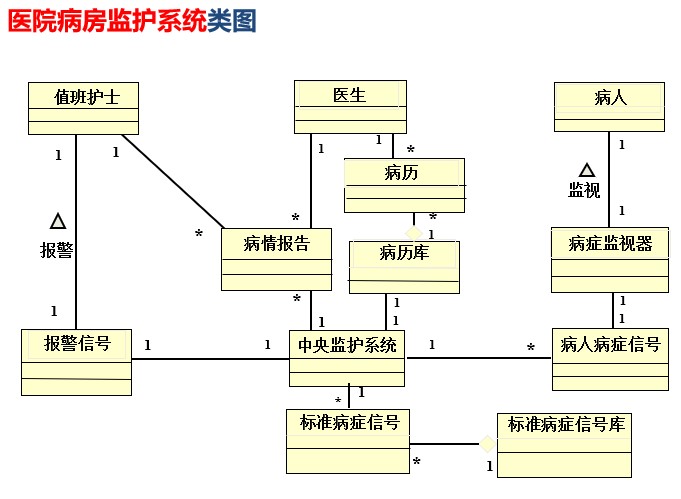 医院病房监护系统类图
值班护士
医生
病人
1
1
1
1
*
1
病历
监视
*
*
*
1
1
报警
病情报告
病历库
病症监视器
*
1
1
1
1
1
1
报警信号
中央监护系统
病人病症信号
1
1
1
*
*
1
标准病症信号
标准病症信号库
*
1